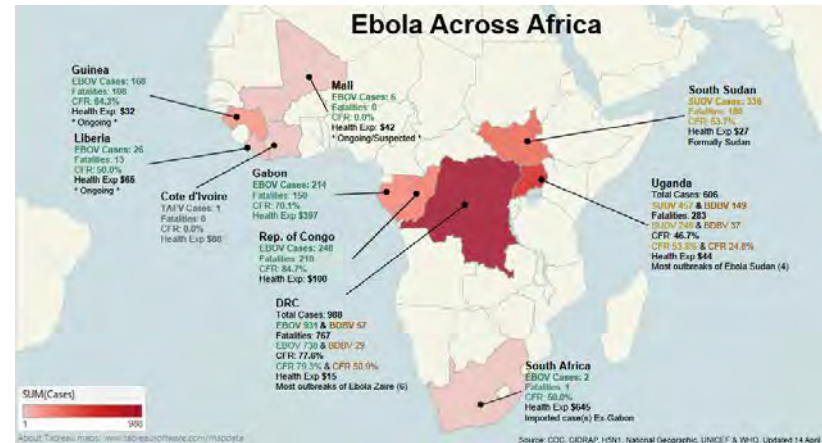 Ebola Across Africa
Guinea
EBOV Cases: 168
Fatalities: 108
CFR: 64.3%
Health Exp $32
* Ongoing *
Liberia
EBOV Cases: 26
Fatalities: 13
CFR: 50.0%
Health Exp $65
* Ongoing *
Mali
EBOV Cases: 6
Fatalities: 0
CFR: 0.0%
Health Exp: $42
* Ongoing/Suspected *
Cote d'Ivoire
TAFV Cases: 1
Fatalities: 0
CFR: 0.0%
Health Exp $88
Gabon
EBOV Cases: 214
Fatalities: 150
CFR: 70.1%
Health Exp $397
Rep. of Congo
EBOV Cases: 248
Fatalities: 210
CFR: 84.7%
Health Exp: $100
DRC
Total Cases: 988
EBOV 931 & BDBV 57
Fatalities: 767
EBOV 738 & BDBV 29
CFR: 77.6%
CFR 79.3% & CFR 50.9%
Health Exp $15
Most outbreaks of Ebola Zaire (6)
South Sudan
SUDV Cases: 336
Fatalities: 180
CFR: 53.7%
Health Exp $27
Formally Sudan
Uganda
Total Cases: 606
SUDV 457 & BDBV 149
Fatalities: 283
SUDV 246 & BDBV 37
CFR: 46.7%
CFR 53.8% & CFR 24.8%
Health Exp $44
Most outbreaks of Ebola Sudan (4)
South Africa
EBOV Cases: 2
Fatalities: 1
CFR: 50.0%
Health Exp $645
Imported case(s) Ex-Gabon
SUM(Cases)
1 988
About Tableau maps: www.tableausoftware.com/mapdata
Source: CDC, CIDRAP, H5N1, National Geographic, UNICEF & WHO. Updated 14 April